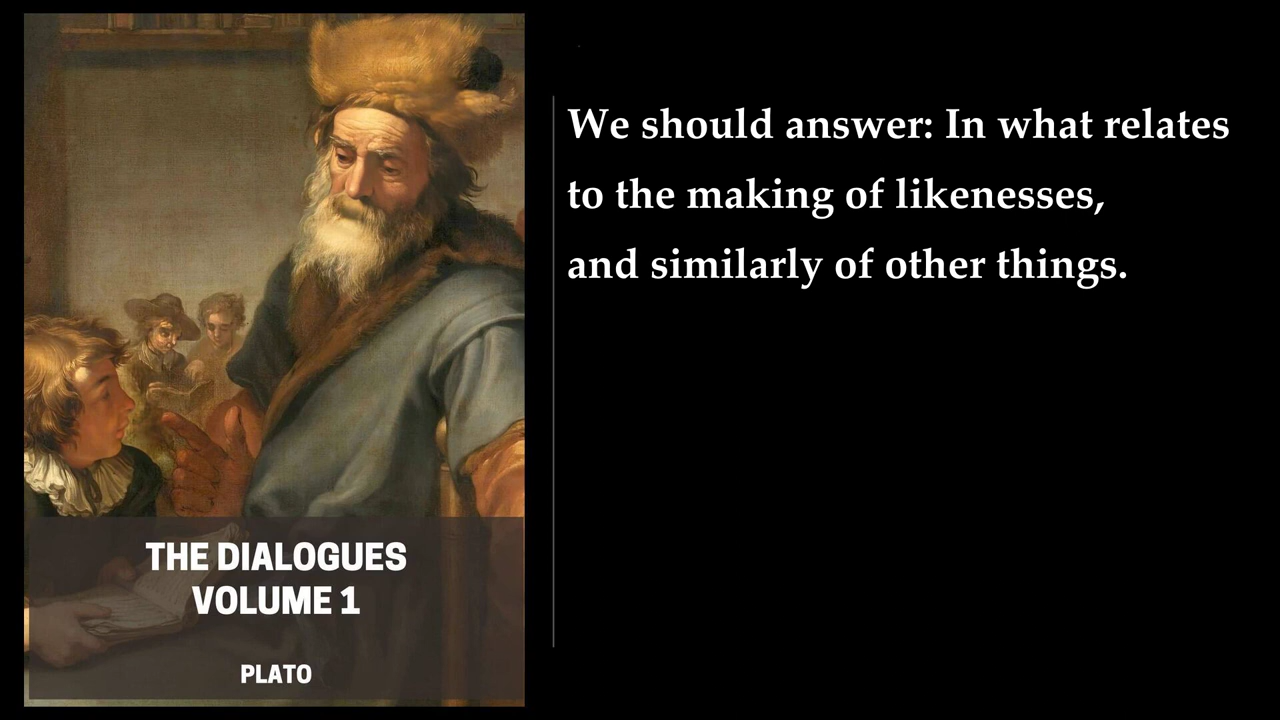 We should answer: In what relates
to the making of likenesses,
and similarly of other things.
THE DIALOGUES
VOLUME 1
PLATO